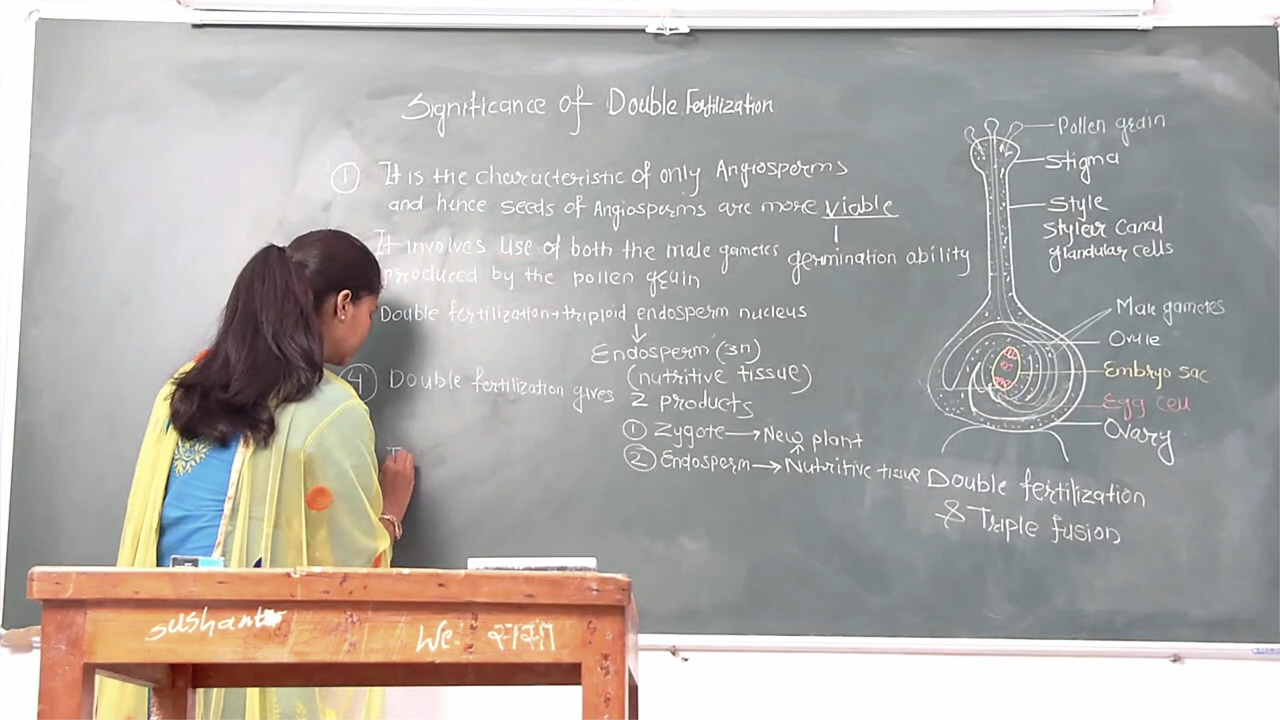 Significance of Double Fertilization
① It is the characteristic of only Angiosperms
and hence seeds of Angiosperms are more viable
germination ability
It involves use of both the male gametes
produced by the pollen grain
Double fertilization → triploid endosperm nucleus
Endosperm (3n)
(nutritive tissue)
④ Double fertilization gives 2 products
① Zygote → New plant
② Endosperm → Nutritive tissue
Pollen grain
Stigma
Style
Stylar Canal
glandular cells
Male gametes
Ovule
Embryo sac
Egg cell
Ovary
Double fertilization
& Triple fusion
sushant
We: